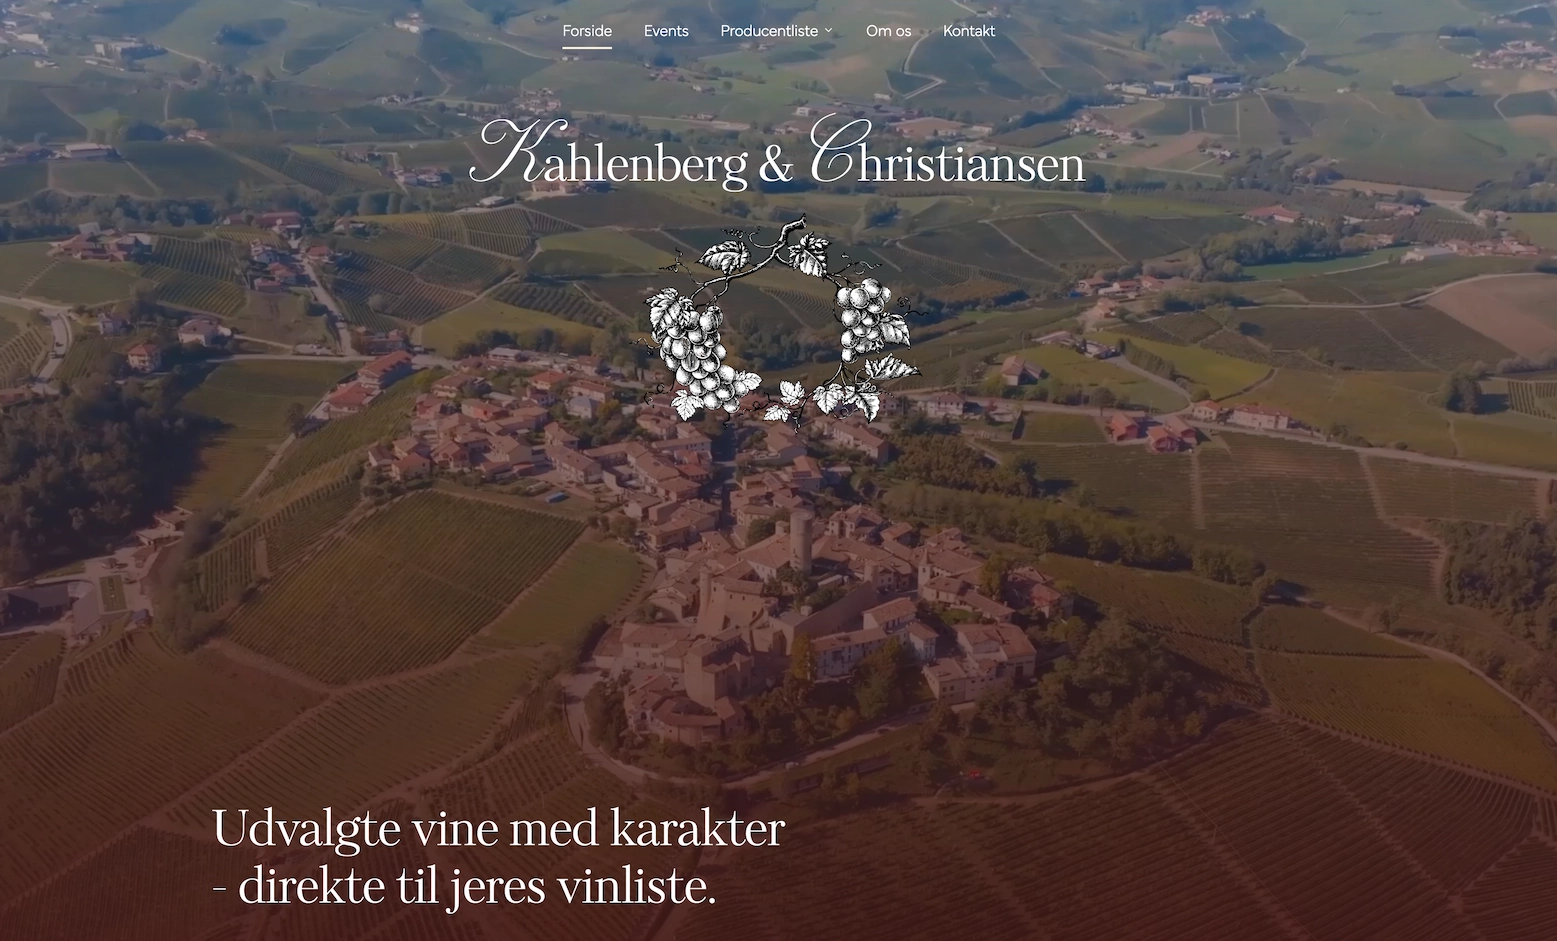 Forside
Events
Producentliste
Om os
Kontakt
Kahlenberg & Christiansen
Udvalgte vine med karakter
- direkte til jeres vinliste.